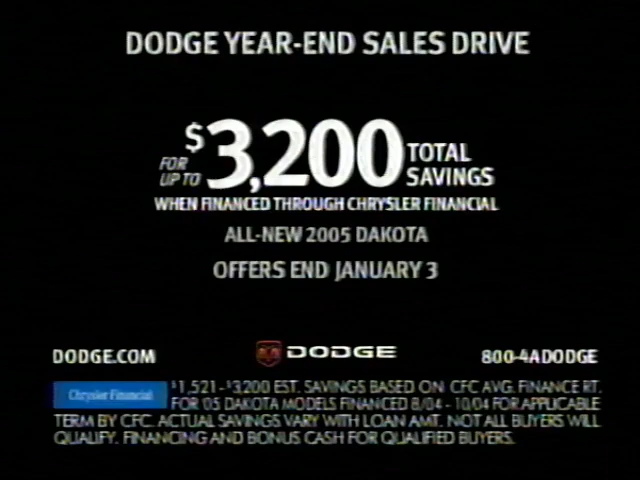 DODGE YEAR-END SALES DRIVE
FOR UP TO $3,200 TOTAL SAVINGS
WHEN FINANCED THROUGH CHRYSLER FINANCIAL
ALL-NEW 2005 DAKOTA
OFFERS END JANUARY 3
DODGE.COM DODGE 800-4ADODGE
Chrysler Financial $1,521-$3,200 EST. SAVINGS BASED ON CFC AVG. FINANCE RT.
FOR '05 DAKOTA MODELS FINANCED 8/04 - 10/04 FOR APPLICABLE
TERM BY CFC. ACTUAL SAVINGS VARY WITH LOAN AMT. NOT ALL BUYERS WILL
QUALIFY. FINANCING AND BONUS CASH FOR QUALIFIED BUYERS.